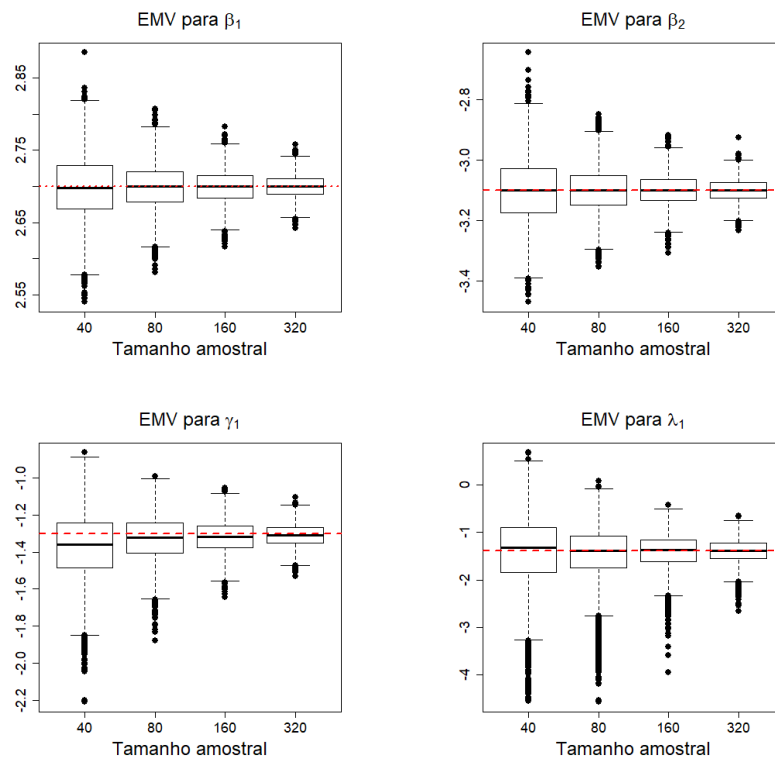 EMV para β1
2.85
2.75
2.65
2.55
40 80 160 320
Tamanho amostral
EMV para β2
-2.8
-3.0
-3.2
-3.4
40 80 160 320
Tamanho amostral
EMV para γ1
-1.0
-1.2
-1.4
-1.6
-1.8
-2.0
-2.2
40 80 160 320
Tamanho amostral
EMV para λ1
0
-1
-2
-3
-4
40 80 160 320
Tamanho amostral